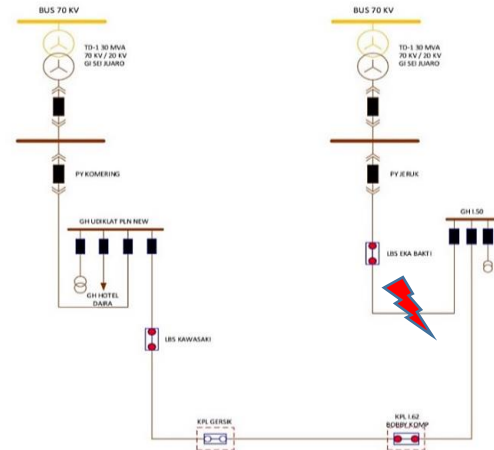 BUS 70 KV
TD-1 30 MVA
70 KV / 20 KV
GI SEI JUARO
PY KOMERING
GH UDIKLAT PLN NEW
GH HOTEL
DAIRA
LBS KAWASAKI
KPL GERSIK
BUS 70 KV
TD-1 30 MVA
70 KV / 20 KV
GI SEI JUARO
PY JERUK
GH I.50
LBS EKA BAKTI
KPL I.62
BOBBY KOMP